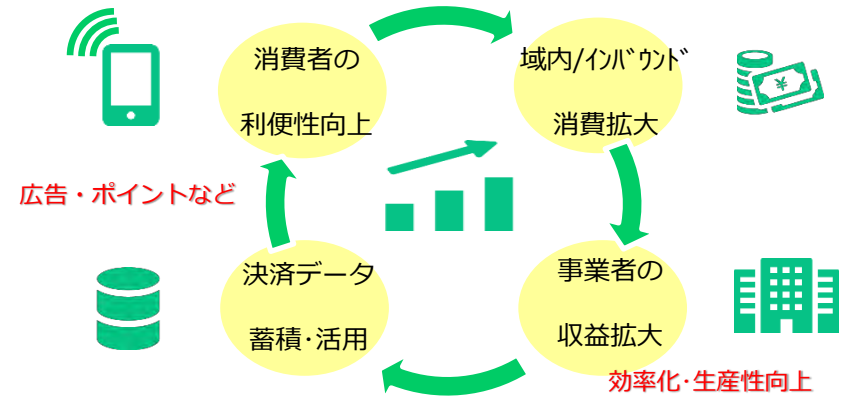 消費者の
利便性向上
域内/ｲﾝﾊﾞｳﾝﾄﾞ
消費拡大
広告・ポイントなど
決済データ
蓄積･活用
事業者の
収益拡大
効率化･生産性向上
¥